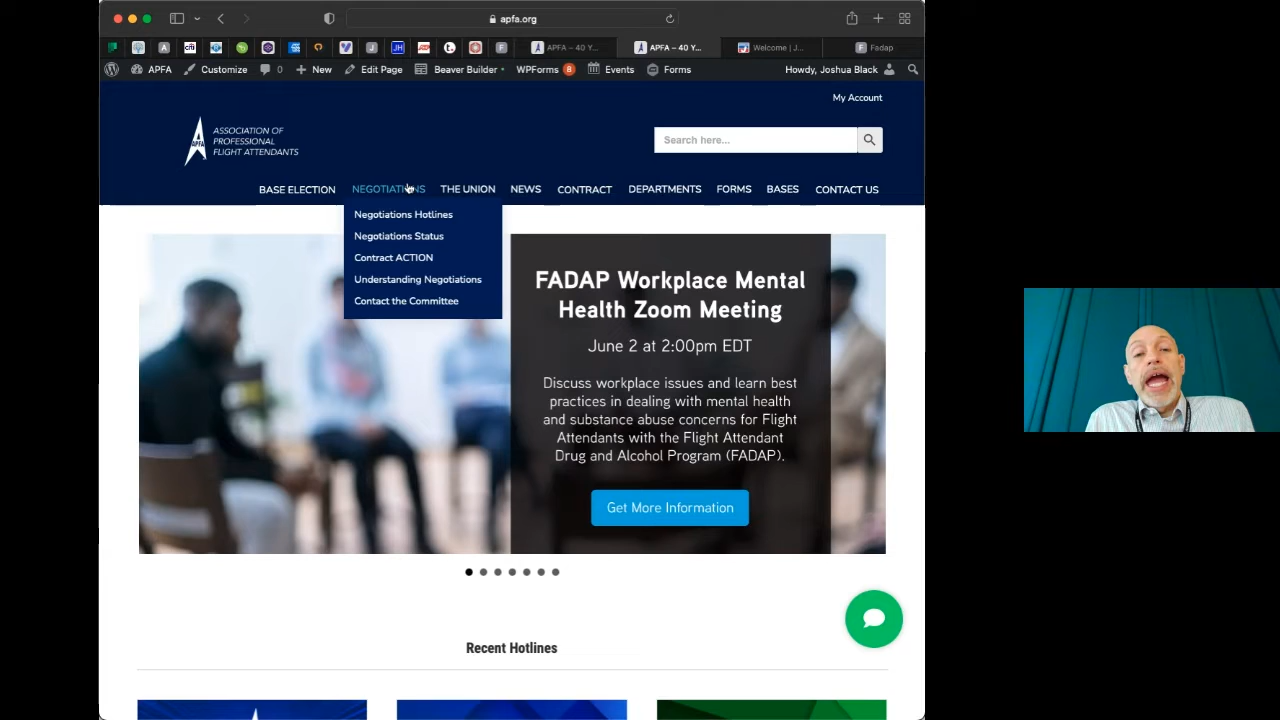 apfa.org
APFA – 40 Y...
APFA – 40 Y...
Welcome | J...
Fadap
APFA
Customize
0
New
Edit Page
Beaver Builder
WPForms 8
Events
Forms
Howdy, Joshua Black
My Account
APFA
ASSOCIATION OF
PROFESSIONAL
FLIGHT ATTENDANTS
Search here...
BASE ELECTION
NEGOTIATIONS
THE UNION
NEWS
CONTRACT
DEPARTMENTS
FORMS
BASES
CONTACT US
Negotiations Hotlines
Negotiations Status
Contract ACTION
Understanding Negotiations
Contact the Committee
FADAP Workplace Mental
Health Zoom Meeting
June 2 at 2:00pm EDT
Discuss workplace issues and learn best
practices in dealing with mental health
and substance abuse concerns for Flight
Attendants with the Flight Attendant
Drug and Alcohol Program (FADAP).
Get More Information
Recent Hotlines